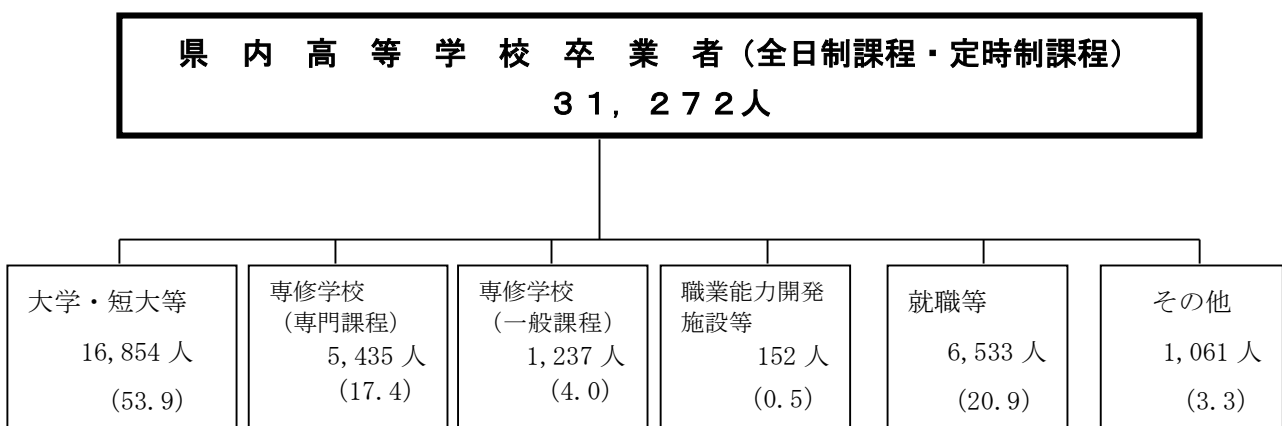 県内高等学校卒業者(全日制課程・定時制課程)
31,272人
大学・短大等
16,854 人
(53.9)
専修学校
(専門課程)
5,435 人
(17.4)
専修学校
(一般課程)
1,237 人
(4.0)
職業能力開発
施設等
152 人
(0.5)
就職等
6,533 人
(20.9)
その他
1,061 人
(3.3)